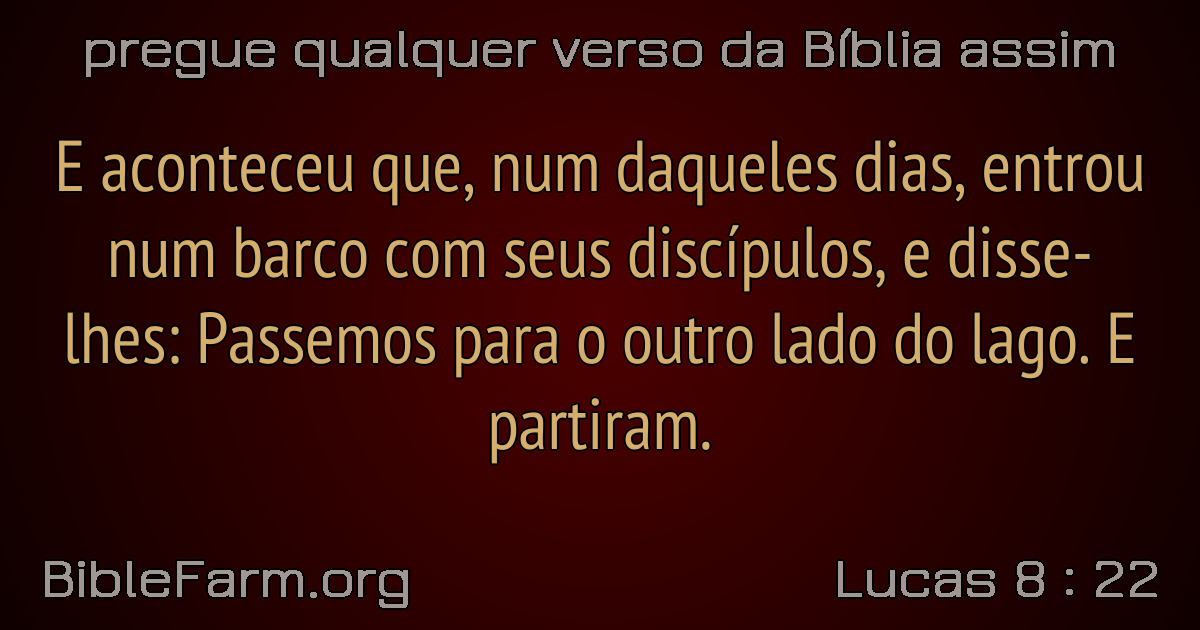 pregue qualquer verso da Bíblia assim
E aconteceu que, num daqueles dias, entrou
num barco com seus discípulos, e disse-
lhes: Passemos para o outro lado do lago. E
partiram.
BibleFarm.org
Lucas 8 : 22